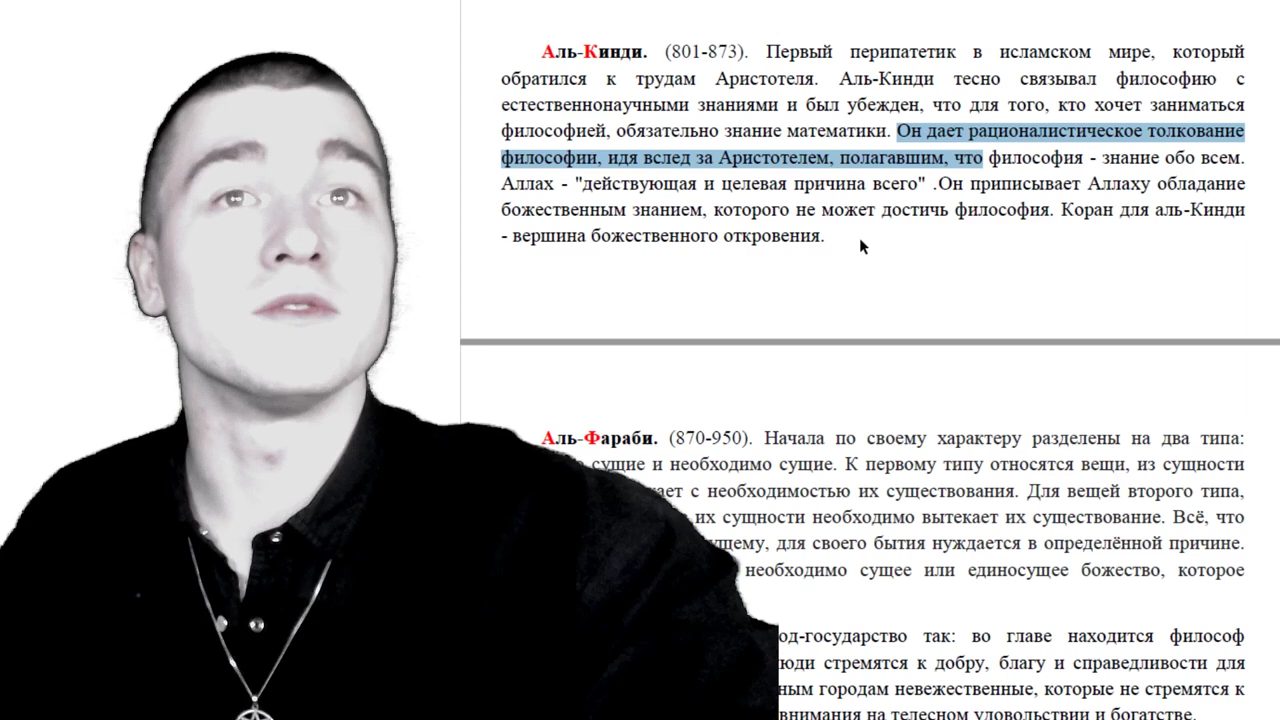 Аль-Кинди. (801-873). Первый перипатетик в исламском мире, который
обратился к трудам Аристотеля. Аль-Кинди тесно связывал философию с
естественнонаучными знаниями и был убежден, что для того, кто хочет заниматься
философией, обязательно знание математики. Он дает рационалистическое толкование
философии, идя вслед за Аристотелем, полагавшим, что философия - знание обо всем.
Аллах - "действующая и целевая причина всего" .Он приписывает Аллаху обладание
божественным знанием, которого не может достичь философия. Коран для аль-Кинди
- вершина божественного откровения.
Аль-Фараби. (870-950). Начала по своему характеру разделены на два типа:
сущие и необходимо сущие. К первому типу относятся вещи, из сущности
с необходимостью их существования. Для вещей второго типа,
их сущности необходимо вытекает их существование. Всё, что
для своего бытия нуждается в определённой причине.
необходимо сущее или единосущее божество, которое
так: во главе находится философ
стремятся к добру, благу и справедливости для
городам невежественные, которые не стремятся к
внимания на телесном удовольствии и богатстве.